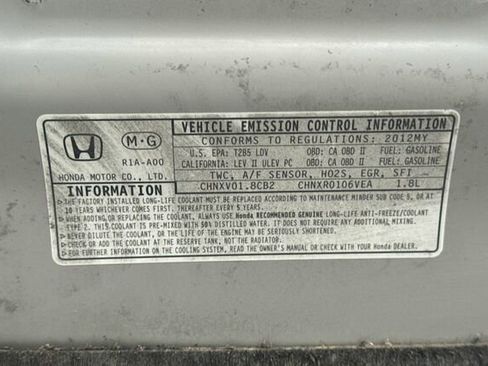 VEHICLE EMISSION CONTROL INFORMATION
CONFORMS TO REGULATIONS: 2012MY
U.S. EPA: T2B5 LDV OBD: CA OBD II
CALIFORNIA: LEV II ULEV PC OBD: CA OBD II
TWC, A/F SENSOR, HO2S, EGR, SFI
CHNXV01.8CB2 CHNXR0106VEA 1.8L
M-G
R1A-A00
HONDA MOTOR CO., LTD.
INFORMATION
THE FACTORY INSTALLED LONG-LIFE COOLANT MUST BE REPLACED ACCORDING TO MAINTENANCE MINDER SUB CODE 5, OR AT
10 YEARS WHICHEVER COMES FIRST AND THEREAFTER EVERY 5 YEARS.
WHEN ADDING OR REPLACING THE COOLANT, ALWAYS USE Honda RECOMMENDED GENUINE LONG-LIFE ANTI-FREEZE/COOLANT
TYPE 2. THIS COOLANT IS PRE-MIXED WITH 50% DISTILLED WATER. IT DOES NOT REQUIRE ANY ADDITIONAL MIXING.
NEVER DILUTE THE COOLANT, OR THE LIFE OF THE ENGINE MAY BE SERIOUSLY IMPACTED.
CHECK OR ADD THE COOLANT AT THE RESERVE TANK, NOT THE RADIATOR.
FOR FURTHER INFORMATION ON THE COOLING SYSTEM, READ THE OWNER'S MANUAL OR CHECK WITH YOUR Honda DEALER.